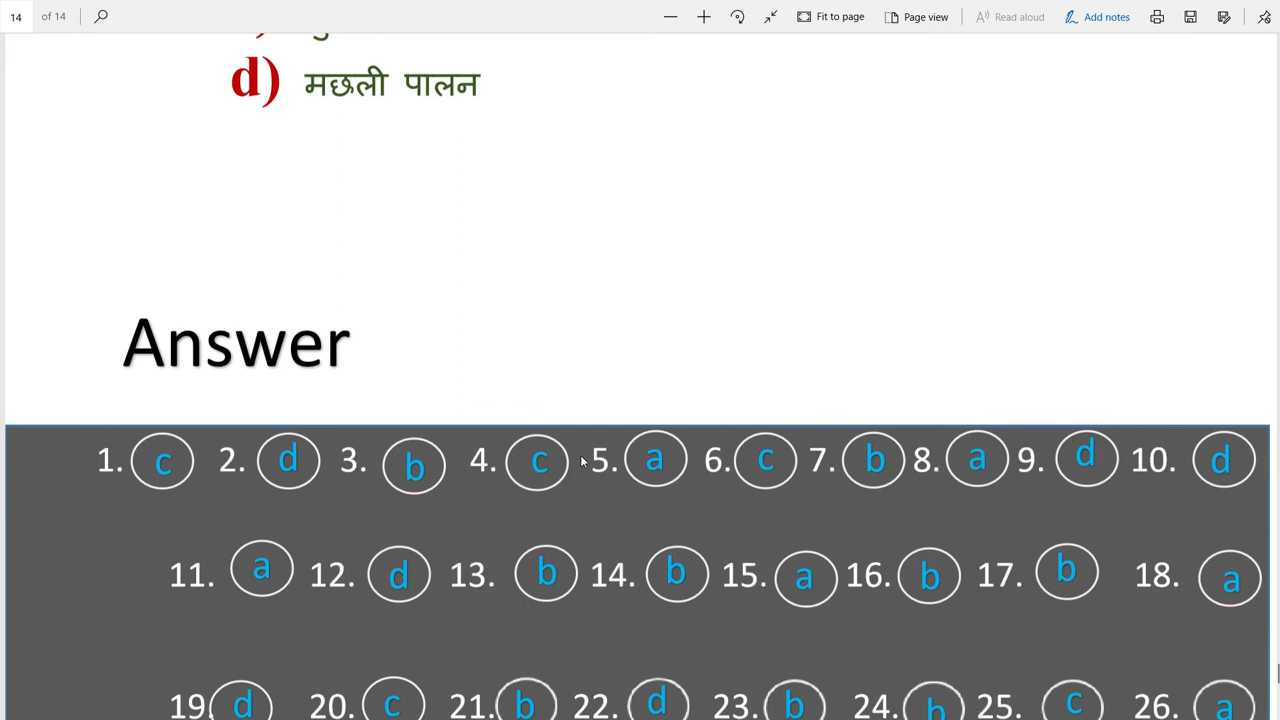 14 of 14 Fit to page Page view Read aloud Add notes
d) मछली पालन
Answer
1. c 2. d 3. b 4. c 5. a 6. c 7. b 8. a 9. d 10. d
11. a 12. d 13. b 14. b 15. a 16. b 17. b 18. a
19. d 20. c 21. b 22. d 23. b 24. b 25. c 26. a